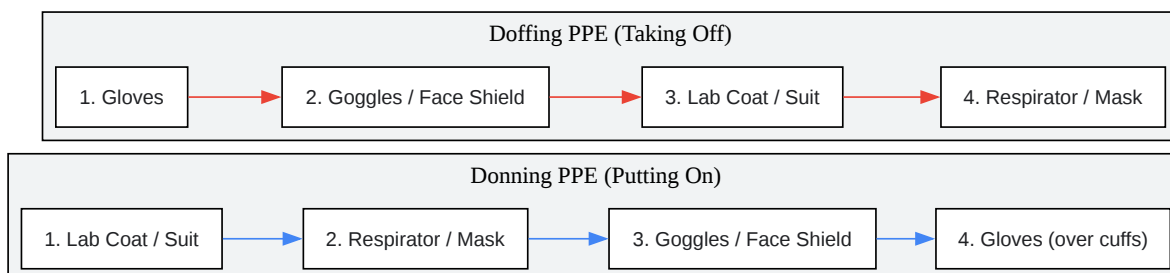 Doffing PPE (Taking Off)
1. Gloves
2. Goggles / Face Shield
3. Lab Coat / Suit
4. Respirator / Mask
Donning PPE (Putting On)
1. Lab Coat / Suit
2. Respirator / Mask
3. Goggles / Face Shield
4. Gloves (over cuffs)